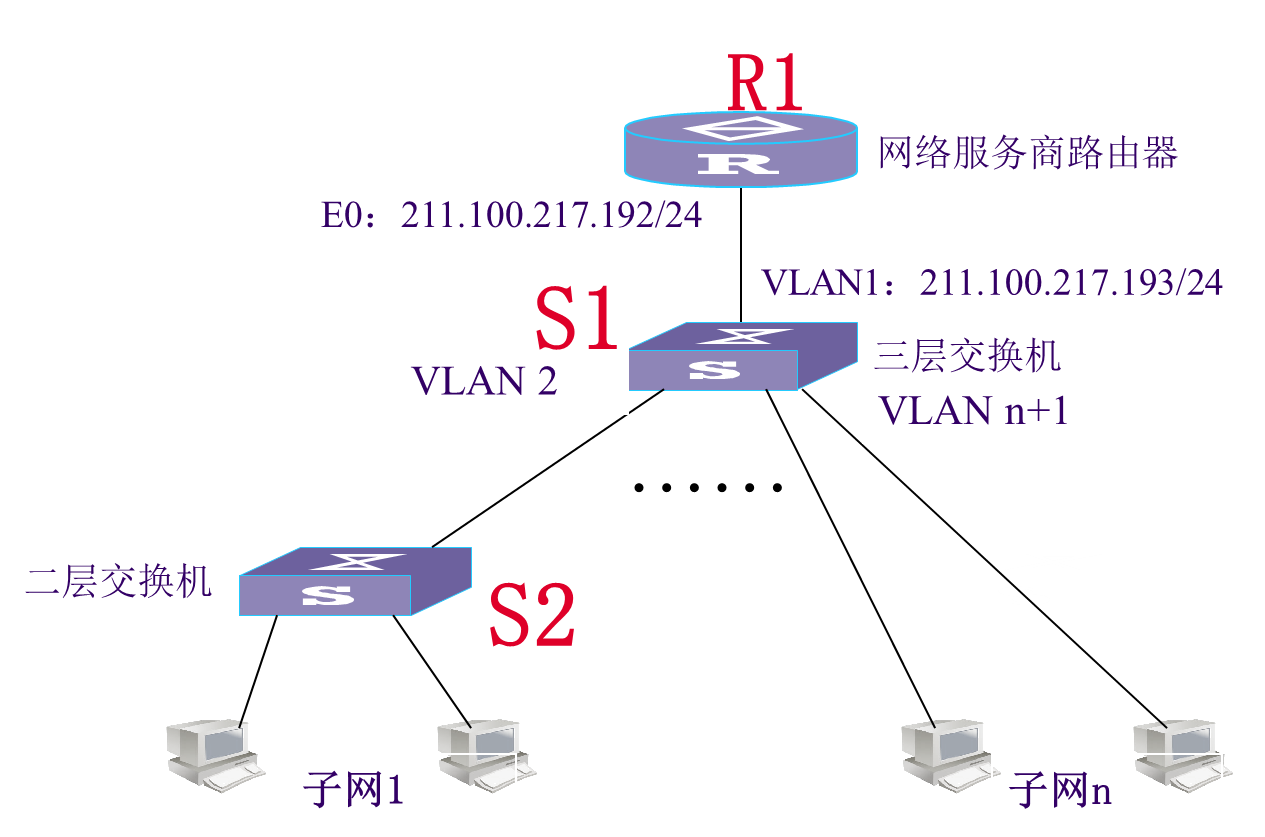 R1
R
网络服务商路由器
E0：211.100.217.192/24
VLAN1：211.100.217.193/24
S1
S
三层交换机
VLAN 2
VLAN n+1
······
二层交换机
S
S2
子网1
子网n